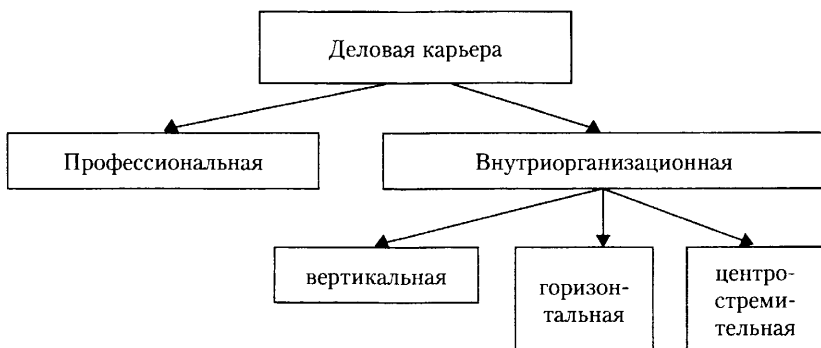 Деловая карьера
Профессиональная
Внутриорганизационная
вертикальная
горизон-
тальная
центро-
стреми-
тельная